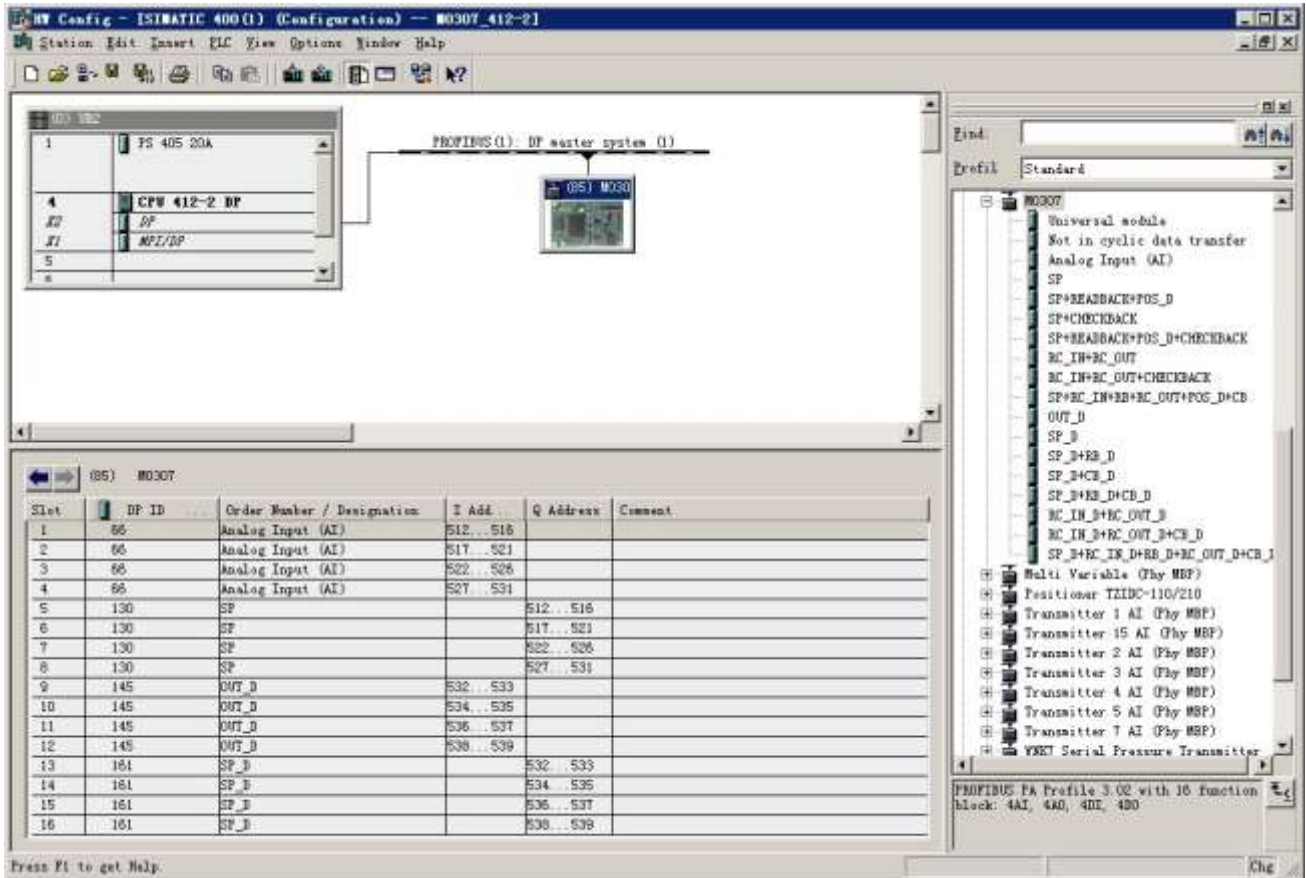 HW Config - [SIMATIC 400(1) (Configuration) -- M0307_412-2]
Station Edit Insert PLC View Options Window Help
(0) UR2
1 PS 405 20A
4 CPU 412-2 DP
X2 DP
X1 MPI/DP
5
6
PROFIBUS(1): DP master system (1)
(85) M030
Find:
Profil Standard
M0307
Universal module
Not in cyclic data transfer
Analog Input (AI)
SP
SP+READBACK+POS_D
SP+CHECKBACK
SP+READBACK+POS_D+CHECKBACK
RC_IN+RC_OUT
RC_IN+RC_OUT+CHECKBACK
SP+RC_IN+RB+RC_OUT+POS_D+CB
OUT_D
SP_D
SP_D+RB_D
SP_D+CB_D
SP_D+RB_D+CB_D
RC_IN_D+RC_OUT_D
RC_IN_D+RC_OUT_D+CB_D
SP_D+RC_IN_D+RB_D+RC_OUT_D+CB_D
Multi Variable (Phy MBP)
Positioner TZIDC-110/210
Transmitter 1 AI (Phy MBP)
Transmitter 15 AI (Phy MBP)
Transmitter 2 AI (Phy MBP)
Transmitter 3 AI (Phy MBP)
Transmitter 4 AI (Phy MBP)
Transmitter 5 AI (Phy MBP)
Transmitter 7 AI (Phy MBP)
Serial Pressure Transmitter
PROFIBUS PA Profile 3.02 with 16 function
block: 4AI, 4AO, 4DI, 4DO
(85) M0307
Slot DP ID ... Order Number / Designation I Add... Q Address Comment
1 66 Analog Input (AI) 512...516
2 66 Analog Input (AI) 517...521
3 66 Analog Input (AI) 522...526
4 66 Analog Input (AI) 527...531
5 130 SP 512...516
6 130 SP 517...521
7 130 SP 522...526
8 130 SP 527...531
9 145 OUT_D 532...533
10 145 OUT_D 534...535
11 145 OUT_D 536...537
12 145 OUT_D 538...539
13 161 SP_D 532...533
14 161 SP_D 534...535
15 161 SP_D 536...537
16 161 SP_D 538...539
Press F1 to get Help.
Chg